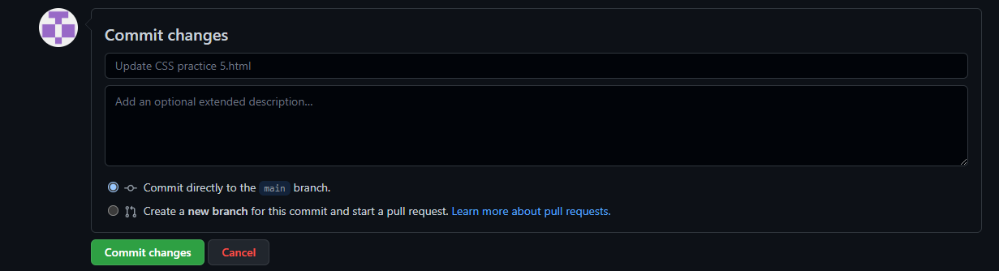 Commit changes
Update CSS practice 5.html
Add an optional extended description...
Commit directly to the main branch.
Create a new branch for this commit and start a pull request. Learn more about pull requests.
Commit changes Cancel